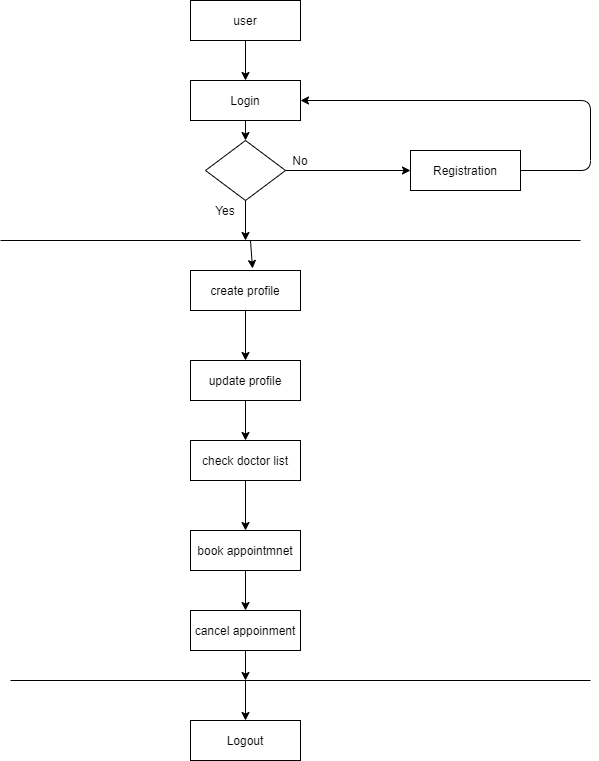 user
Login
No
Registration
Yes
create profile
update profile
check doctor list
book appointmnet
cancel appoinment
Logout